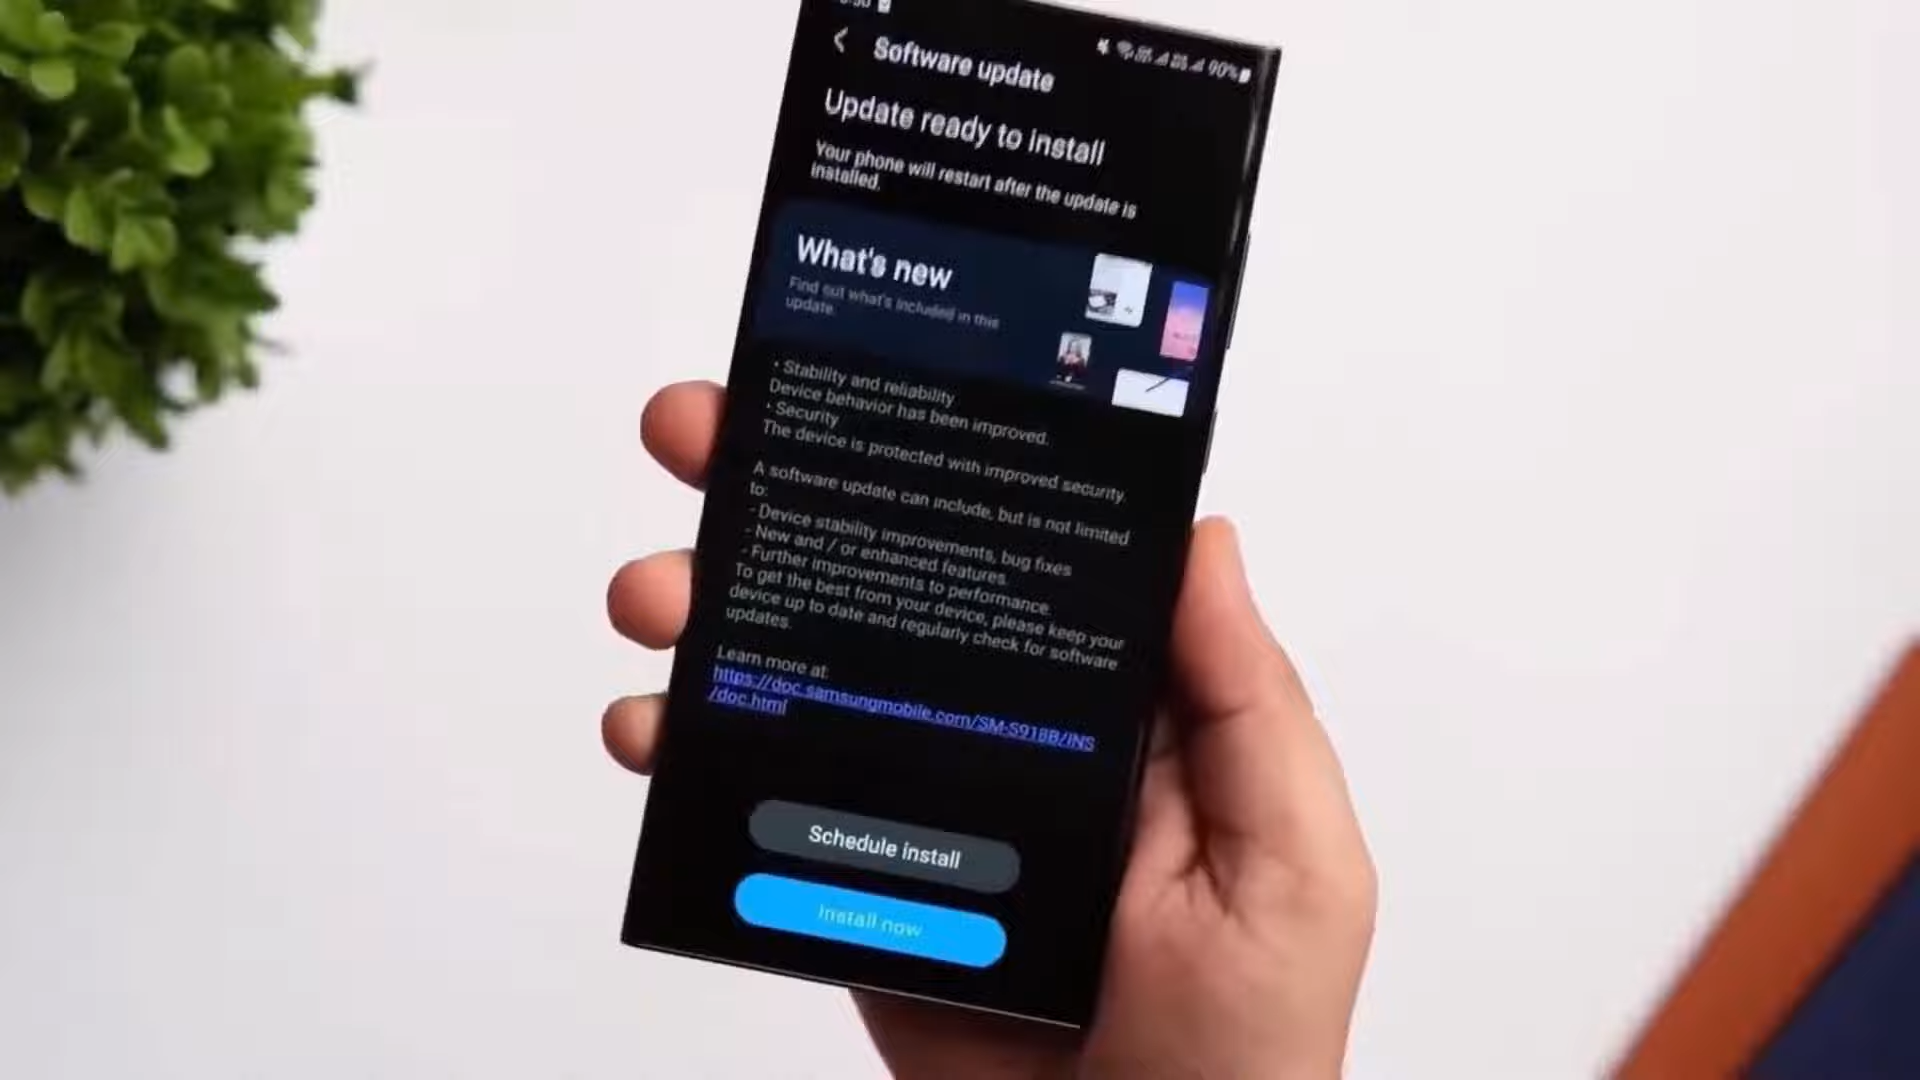 90%
Software update
Update ready to install
Your phone will restart after the update is
installed.
What's new
Find out what's included in this
update.
• Stability and reliability
Device behavior has been improved.
• Security
The device is protected with improved security.
A software update can include, but is not limited
to:
- Device stability improvements, bug fixes
- New and / or enhanced features.
- Further improvements to performance.
To get the best from your device, please keep your
device up to date and regularly check for software
updates.
Learn more at:
https://doc.samsungmobile.com/SM-S918B/INS
/doc.html
Schedule install
Install now